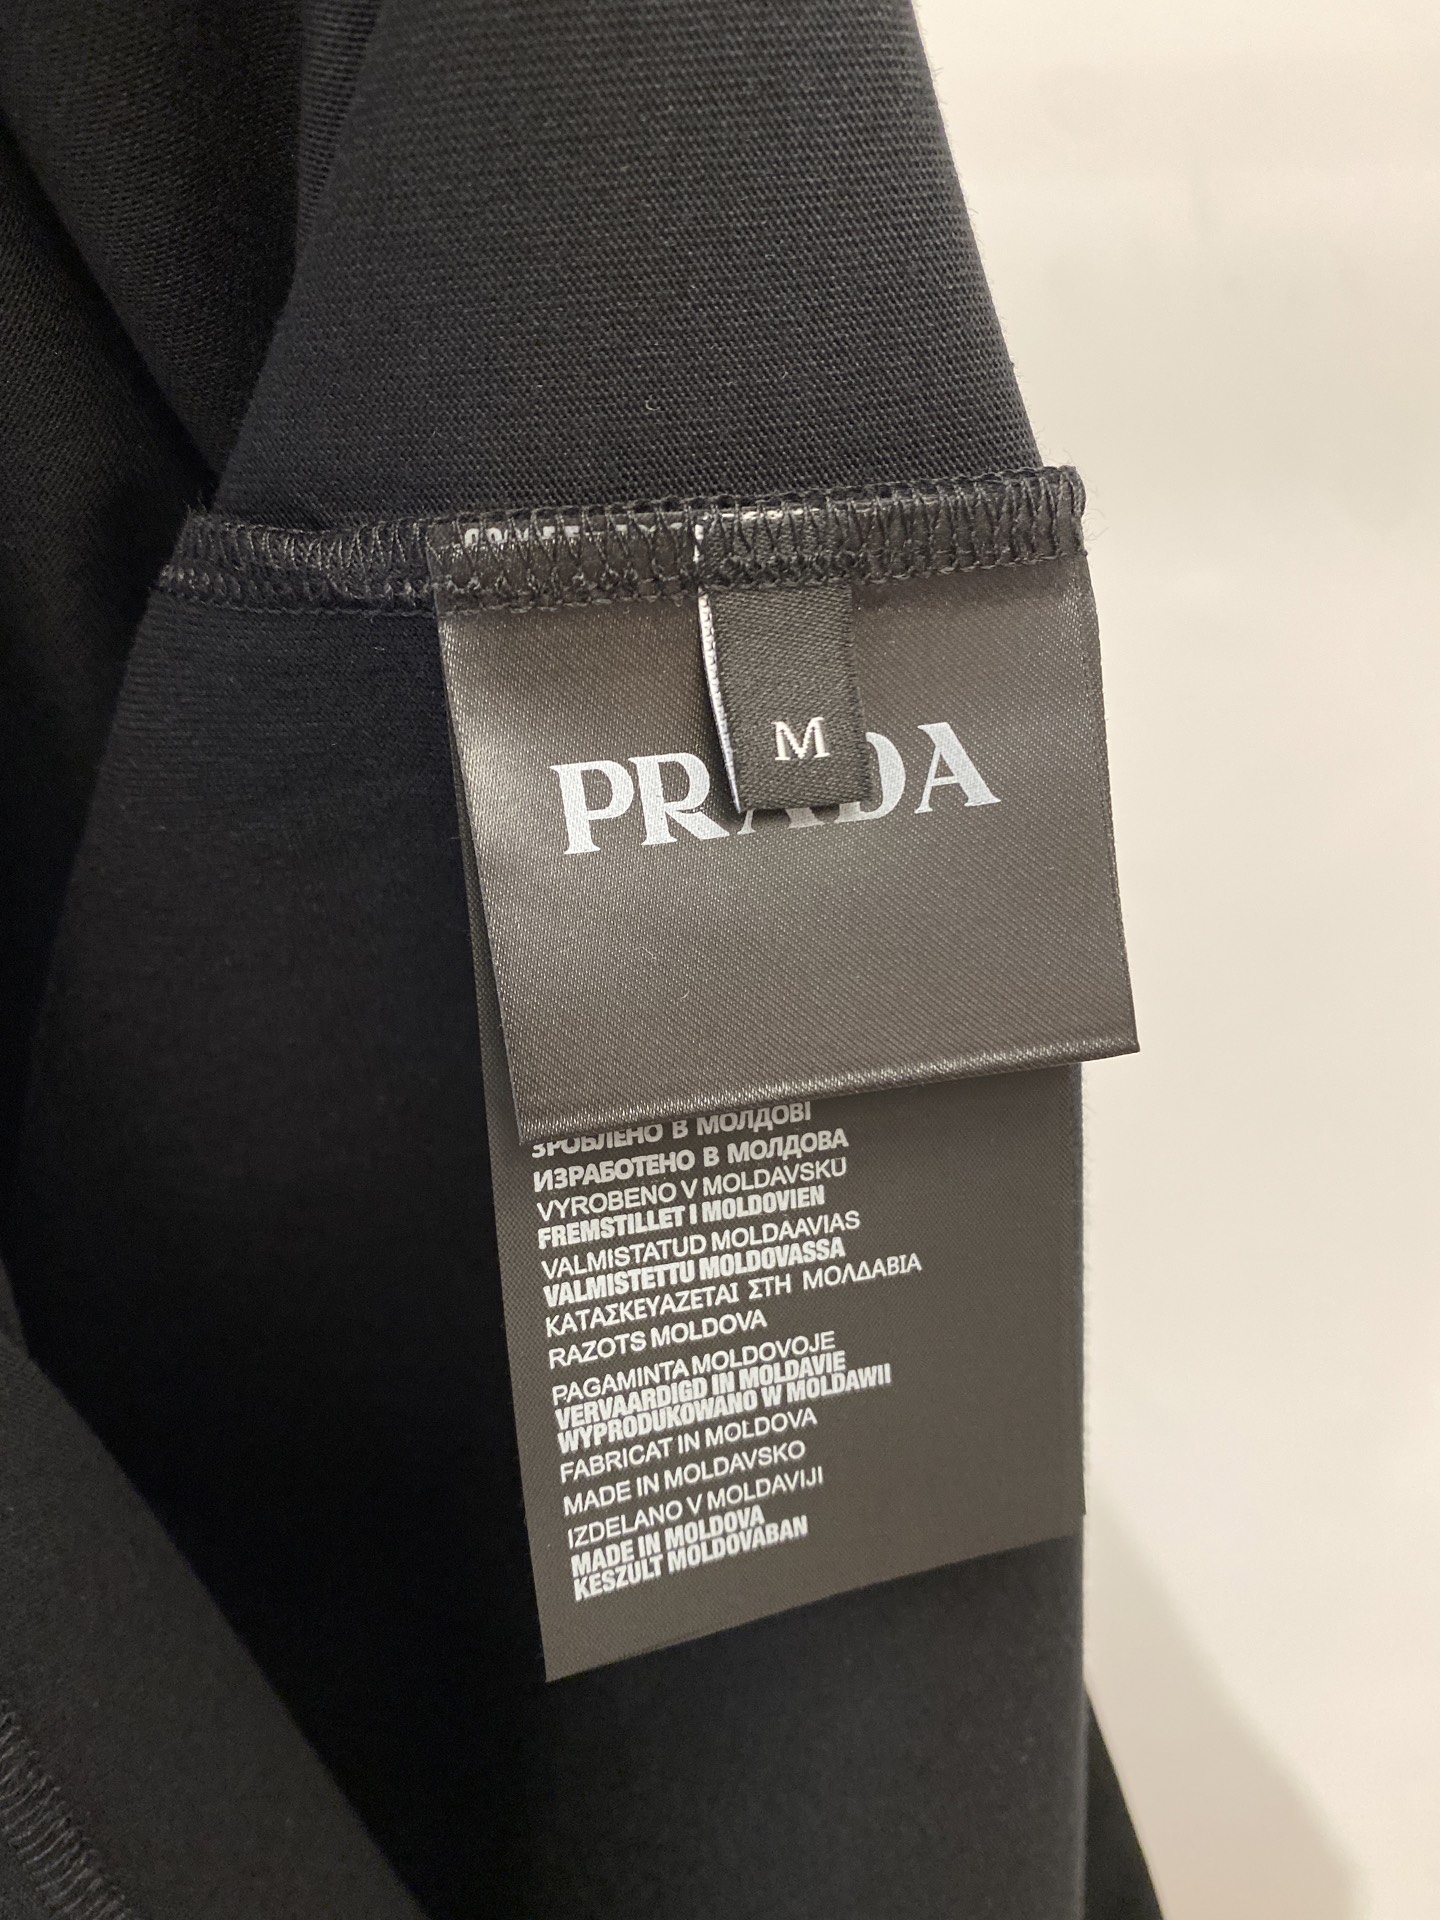 M
PRADA
ЗРОБЛЕНО В МОЛДОВІ
ИЗРАБОТЕНО В МОЛДОВА
VYROBENO V MOLDAVSKU
FREMSTILLET I MOLDOVIEN
VALMISTATUD MOLDAAVIAS
VALMISTETTU MOLDOVASSA
ΚΑΤΑΣΚΕΥΑΖΕΤΑΙ ΣΤΗ ΜΟΛΔΑΒΙΑ
RAZOTS MOLDOVA
PAGAMINTA MOLDOVOJE
VERVAARDIGD IN MOLDAVIE
WYPRODUKOWANO W MOLDAWII
FABRICAT IN MOLDOVA
MADE IN MOLDAVSKO
IZDELANO V MOLDAVIJI
MADE IN MOLDOVA
KESZULT MOLDOVABAN